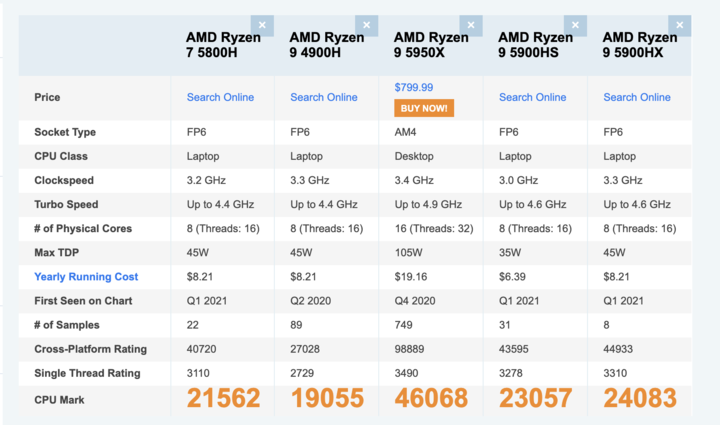 × × × × ×
AMD Ryzen AMD Ryzen AMD Ryzen AMD Ryzen AMD Ryzen
7 5800H 9 4900H 9 5950X 9 5900HS 9 5900HX
Price Search Online Search Online $799.99 BUY NOW! Search Online Search Online
Socket Type FP6 FP6 AM4 FP6 FP6
CPU Class Laptop Laptop Desktop Laptop Laptop
Clockspeed 3.2 GHz 3.3 GHz 3.4 GHz 3.0 GHz 3.3 GHz
Turbo Speed Up to 4.4 GHz Up to 4.4 GHz Up to 4.9 GHz Up to 4.6 GHz Up to 4.6 GHz
# of Physical Cores 8 (Threads: 16) 8 (Threads: 16) 16 (Threads: 32) 8 (Threads: 16) 8 (Threads: 16)
Max TDP 45W 45W 105W 35W 45W
Yearly Running Cost $8.21 $8.21 $19.16 $6.39 $8.21
First Seen on Chart Q1 2021 Q2 2020 Q4 2020 Q1 2021 Q1 2021
# of Samples 22 89 749 31 8
Cross-Platform Rating 40720 27028 98889 43595 44933
Single Thread Rating 3110 2729 3490 3278 3310
CPU Mark 21562 19055 46068 23057 24083